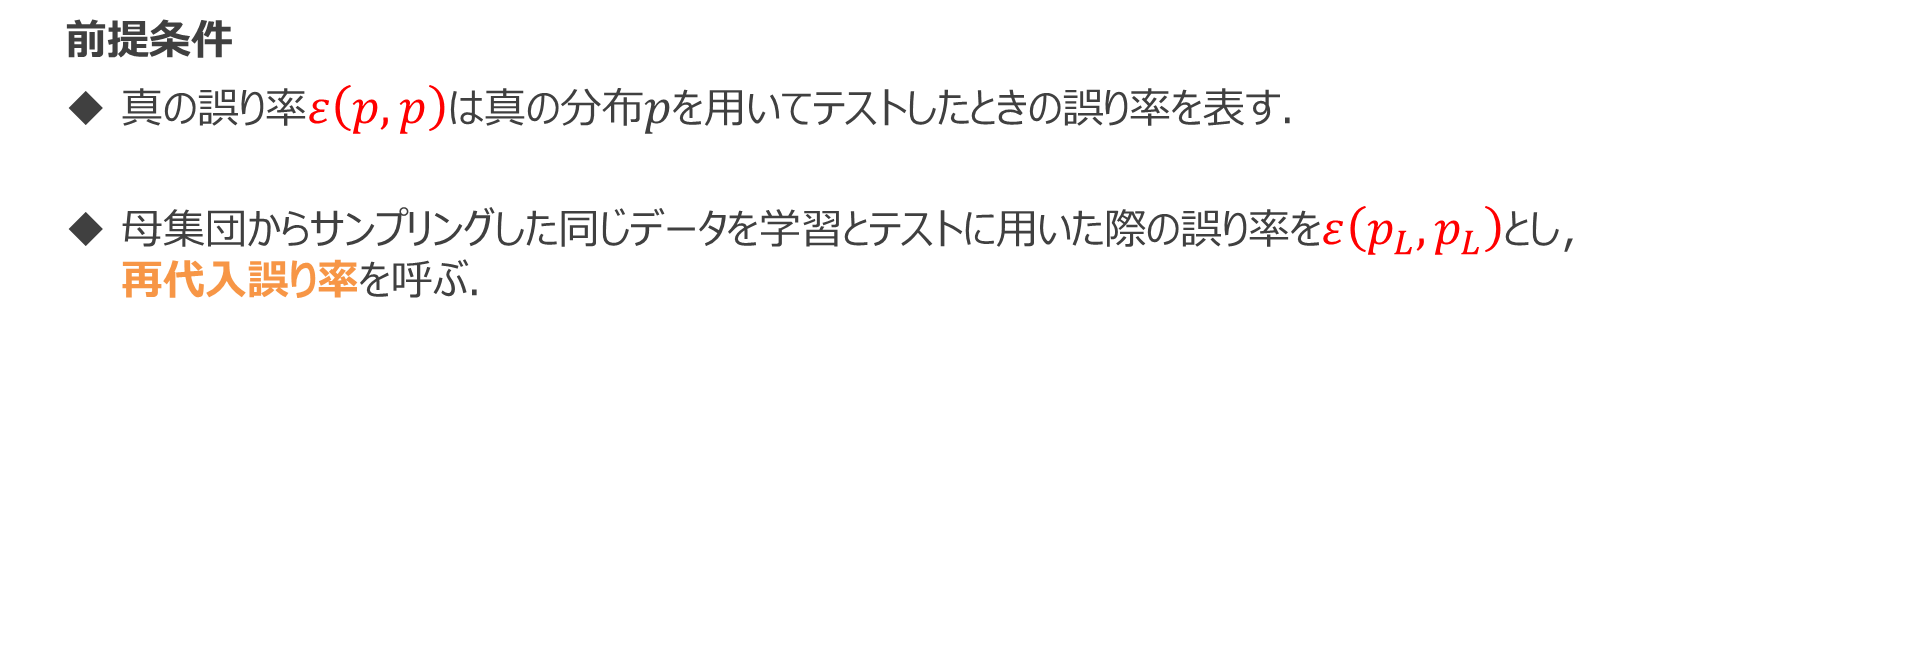 前提条件
◆ 真の誤り率ε(p, p)は真の分布pを用いてテストしたときの誤り率を表す.
◆ 母集団からサンプリングした同じデータを学習とテストに用いた際の誤り率をε(p_L, p_L)とし,
再代入誤り率を呼ぶ.